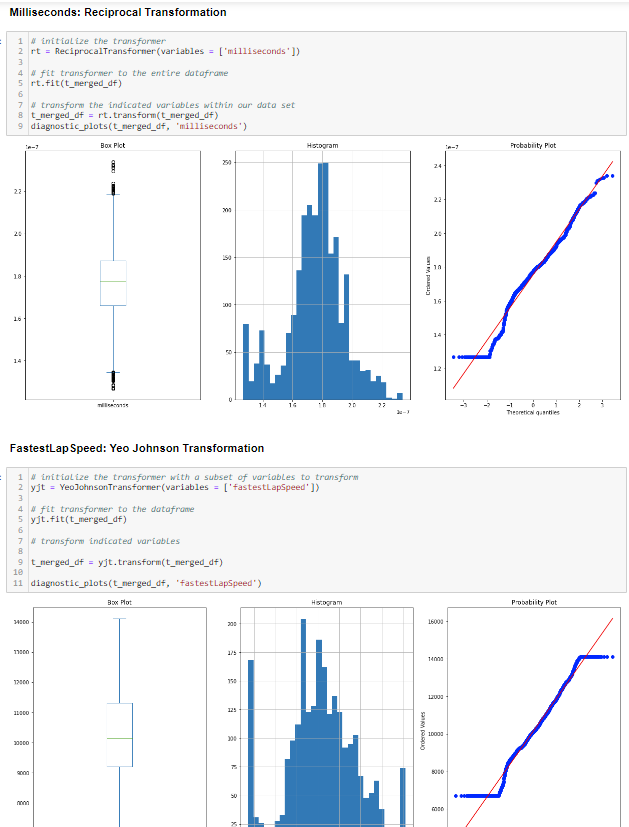 Milliseconds: Reciprocal Transformation
1 # initialize the transformer
2 rt = ReciprocalTransformer(variables = ['milliseconds'])
3
4 # fit transformer to the entire dataframe
5 rt.fit(t_merged_df)
6
7 # transform the indicated variables within our data set
8 t_merged_df = rt.transform(t_merged_df)
9 diagnostic_plots(t_merged_df, 'milliseconds')
Box Plot
1e-7
2.2
2.0
1.8
1.6
1.4
milliseconds
Histogram
250
200
150
100
50
0
1.4 1.6 1.8 2.0 2.2
1e-7
Probability Plot
1e-7
2.4
2.2
2.0
1.8
1.6
1.4
1.2
Ordered Values
-3 -2 -1 0 1 2 3
Theoretical quantiles
FastestLapSpeed: Yeo Johnson Transformation
1 # initialize the transformer with a subset of variables to transform
2 yjt = YeoJohnsonTransformer(variables = ['fastestLapSpeed'])
3
4 # fit transformer to the dataframe
5 yjt.fit(t_merged_df)
6
7 # transform indicated variables
8
9 t_merged_df = yjt.transform(t_merged_df)
10
11 diagnostic_plots(t_merged_df, 'fastestLapSpeed')
Box Plot
14000
13000
12000
11000
10000
9000
8000
Histogram
200
175
150
125
100
75
50
25
Probability Plot
16000
14000
12000
10000
8000
6000
Ordered Values